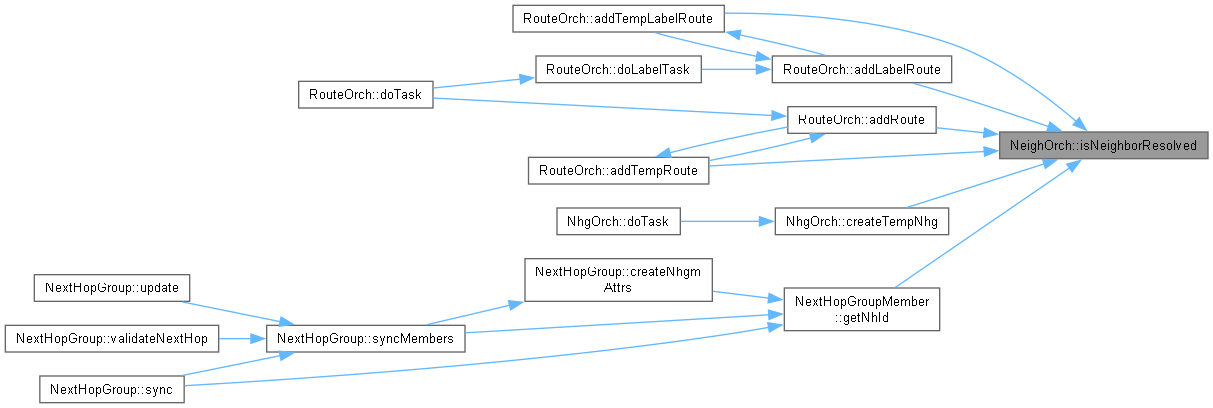 RouteOrch::addTempLabelRoute
RouteOrch::doLabelTask
RouteOrch::addLabelRoute
RouteOrch::doTask
RouteOrch::addRoute
NeighOrch::isNeighborResolved
RouteOrch::addTempRoute
NhgOrch::doTask
NhgOrch::createTempNhg
NextHopGroup::createNhgm
Attrs
NextHopGroup::update
NextHopGroupMember
::getNhId
NextHopGroup::validateNextHop
NextHopGroup::syncMembers
NextHopGroup::sync